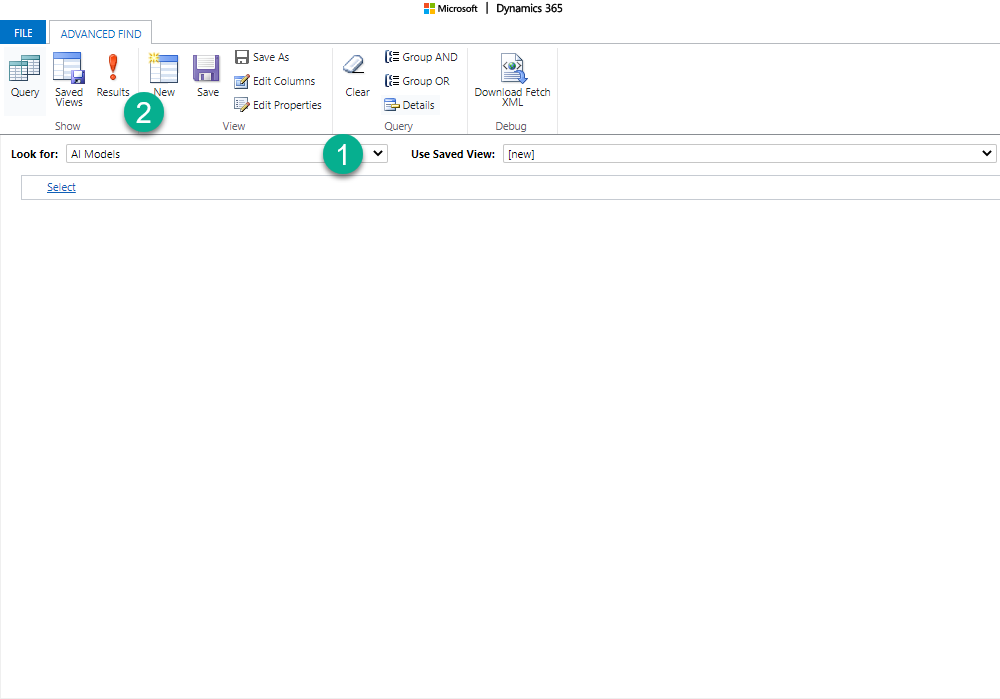 Microsoft | Dynamics 365
FILE ADVANCED FIND
Query Saved Views Results New Save Save As Edit Columns Edit Properties Clear Group AND Group OR Details Download Fetch XML
2
Show View Query Debug
Look for: AI Models 1 Use Saved View: [new]
Select